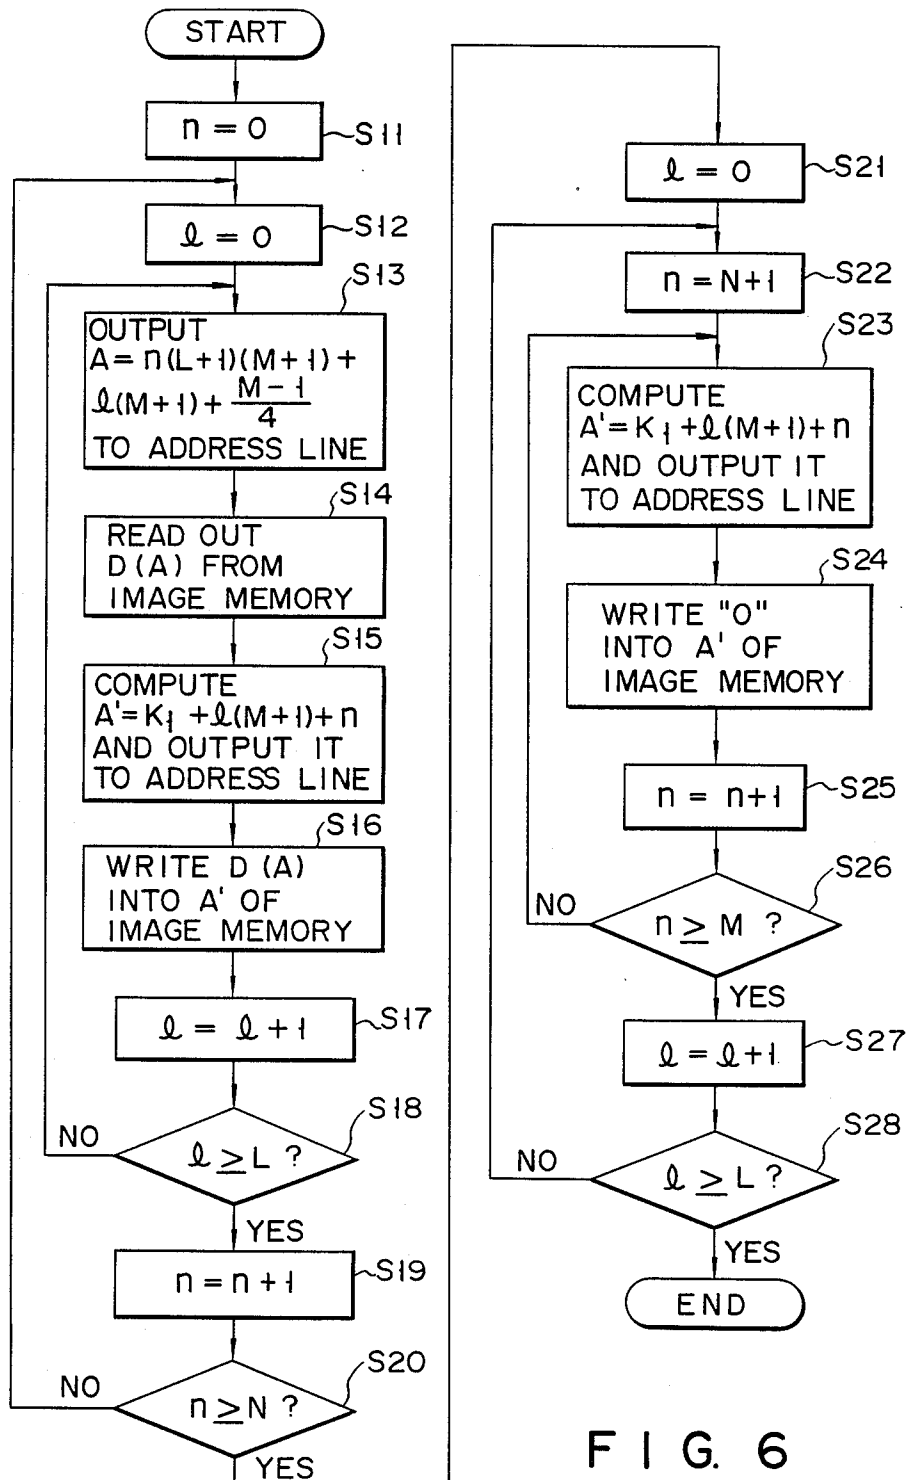 START
n = 0
S11
ℓ = 0
S12
S13
OUTPUT
A = n(L+1)(M+1) +
ℓ(M+1) + \frac{M-1}{4}
TO ADDRESS LINE
S14
READ OUT
D(A) FROM
IMAGE MEMORY
S15
COMPUTE
A'=K₁+ℓ(M+1)+n
AND OUTPUT IT
TO ADDRESS LINE
S16
WRITE D(A)
INTO A' OF
IMAGE MEMORY
ℓ = ℓ+1
S17
S18
NO
ℓ ≥ L ?
YES
n = n+1
S19
S20
NO
n ≥ N ?
YES
ℓ = 0
S21
n = N+1
S22
S23
COMPUTE
A'=K₁+ℓ(M+1)+n
AND OUTPUT IT
TO ADDRESS LINE
S24
WRITE "0"
INTO A' OF
IMAGE MEMORY
n = n+1
S25
S26
NO
n ≥ M ?
YES
ℓ = ℓ+1
S27
S28
NO
ℓ ≥ L ?
YES
END
FIG. 6